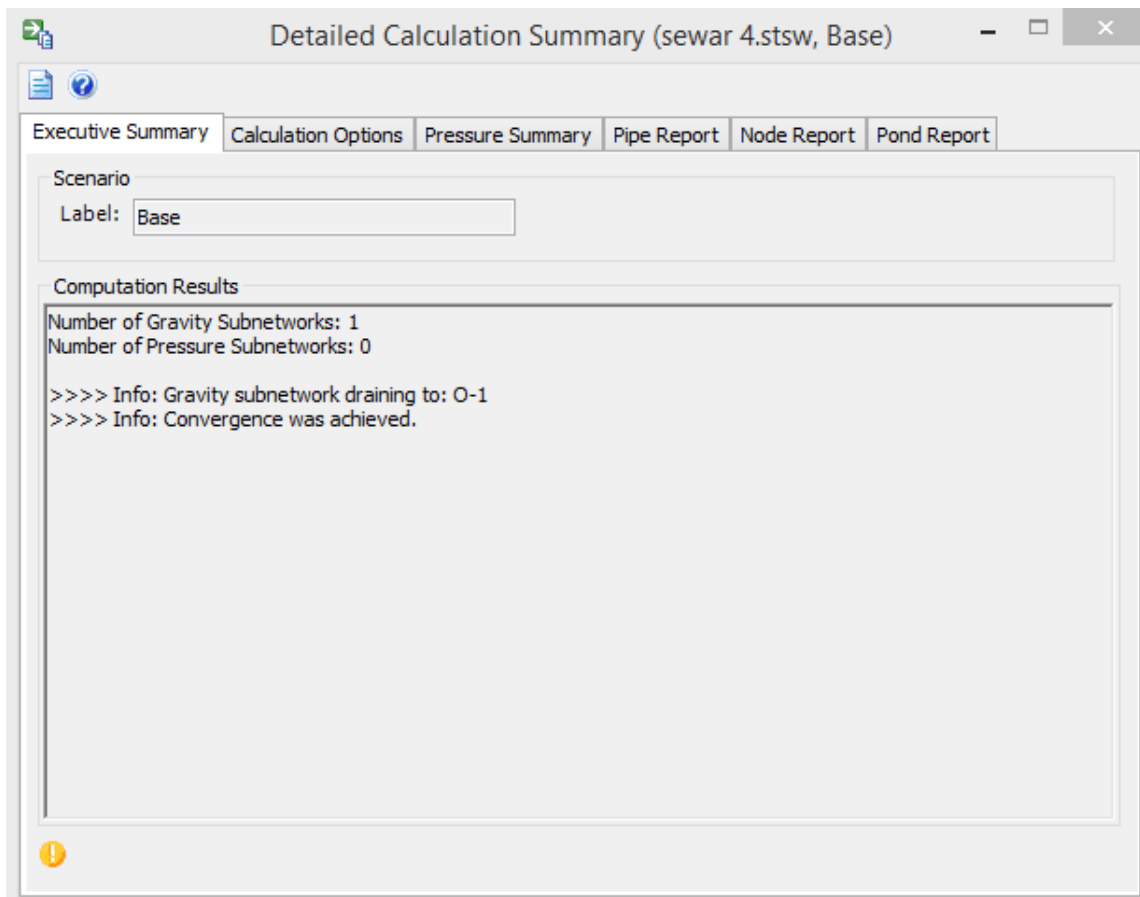 Detailed Calculation Summary (sewar 4.stsw, Base)
Executive Summary
Calculation Options
Pressure Summary
Pipe Report
Node Report
Pond Report
Scenario
Label: Base
Computation Results
Number of Gravity Subnetworks: 1
Number of Pressure Subnetworks: 0
>>>> Info: Gravity subnetwork draining to: O-1
>>>> Info: Convergence was achieved.